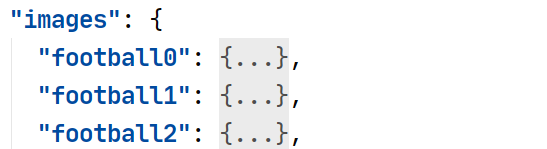 "images": {
"football0": {...},
"football1": {...},
"football2": {...},